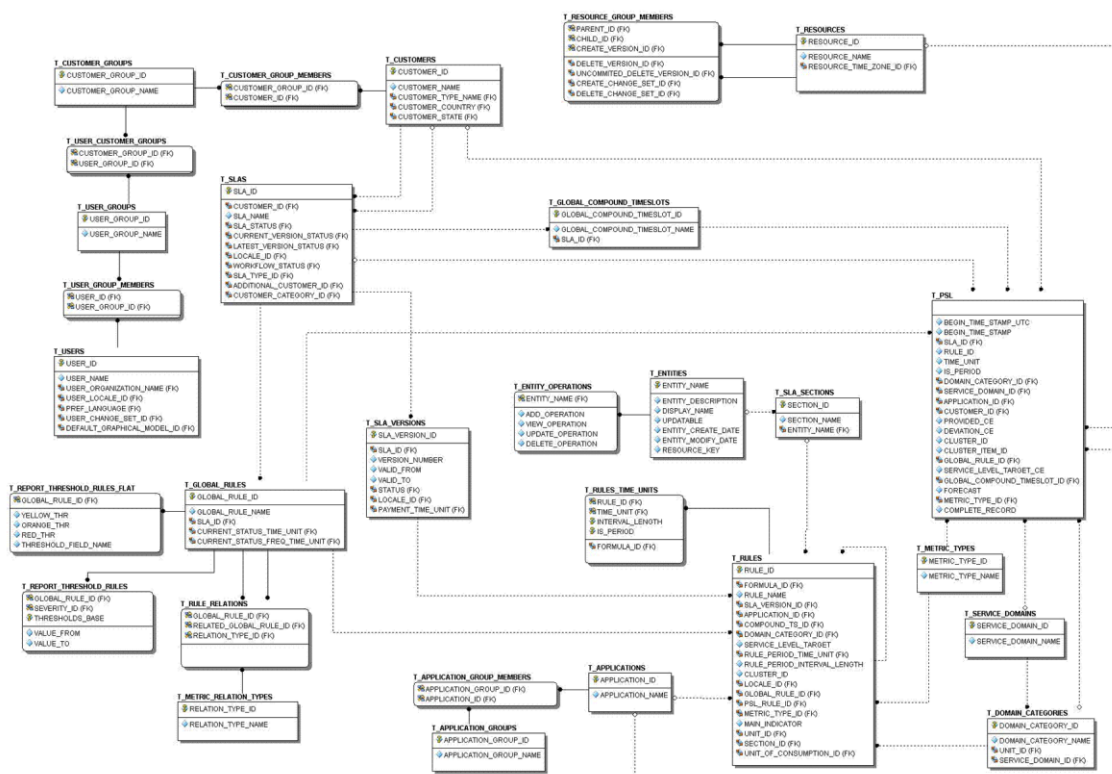 T_RESOURCE_GROUP_MEMBERS
PARENT_ID (FK)
CHILD_ID (FK)
CREATE_VERSION_ID (FK)
DELETE_VERSION_ID (FK)
UNCOMMITED_DELETE_VERSION_ID (FK)
CREATE_CHANGE_SET_ID (FK)
DELETE_CHANGE_SET_ID (FK)
T_RESOURCES
RESOURCE_ID
RESOURCE_NAME
RESOURCE_TIME_ZONE_ID (FK)
T_CUSTOMER_GROUPS
CUSTOMER_GROUP_ID
CUSTOMER_GROUP_NAME
T_CUSTOMER_GROUP_MEMBERS
CUSTOMER_GROUP_ID (FK)
CUSTOMER_ID (FK)
T_CUSTOMERS
CUSTOMER_ID
CUSTOMER_NAME
CUSTOMER_TYPE_NAME (FK)
CUSTOMER_COUNTRY (FK)
CUSTOMER_STATE (FK)
T_USER_CUSTOMER_GROUPS
CUSTOMER_GROUP_ID (FK)
USER_GROUP_ID (FK)
T_SLAS
SLA_ID
CUSTOMER_ID (FK)
SLA_NAME
SLA_STATUS (FK)
CURRENT_VERSION_STATUS (FK)
LATEST_VERSION_STATUS (FK)
LOCALE_ID (FK)
WORKFLOW_STATUS (FK)
SLA_TYPE_ID (FK)
ADDITIONAL_CUSTOMER_ID (FK)
CUSTOMER_CATEGORY_ID (FK)
T_GLOBAL_COMPOUND_TIMESLOTS
GLOBAL_COMPOUND_TIMESLOT_ID
GLOBAL_COMPOUND_TIMESLOT_NAME
SLA_ID (FK)
T_USER_GROUPS
USER_GROUP_ID
USER_GROUP_NAME
T_USER_GROUP_MEMBERS
USER_ID (FK)
USER_GROUP_ID (FK)
T_USERS
USER_ID
USER_NAME
USER_ORGANIZATION_NAME (FK)
USER_LOCALE_ID (FK)
PREF_LANGUAGE (FK)
USER_CHANGE_SET_ID (FK)
DEFAULT_GRAPHICAL_MODEL_ID (FK)
T_PSL
BEGIN_TIME_STAMP_UTC
BEGIN_TIME_STAMP
SLA_ID (FK)
RULE_ID
TIME_UNIT
IS_PERIOD
DOMAIN_CATEGORY_ID (FK)
SERVICE_DOMAIN_ID (FK)
APPLICATION_ID (FK)
CUSTOMER_ID (FK)
PROVIDED_CE
DEVIATION_CE
CLUSTER_ID
CLUSTER_ITEM_ID
GLOBAL_RULE_ID (FK)
SERVICE_LEVEL_TARGET_CE
GLOBAL_COMPOUND_TIMESLOT_ID (FK)
FORECAST
METRIC_TYPE_ID (FK)
COMPLETE_RECORD
T_ENTITY_OPERATIONS
ENTITY_NAME (FK)
ADD_OPERATION
VIEW_OPERATION
UPDATE_OPERATION
DELETE_OPERATION
T_ENTITIES
ENTITY_NAME
ENTITY_DESCRIPTION
DISPLAY_NAME
UPDATABLE
ENTITY_CREATE_DATE
ENTITY_MODIFY_DATE
RESOURCE_KEY
T_SLA_SECTIONS
SECTION_ID
SECTION_NAME
ENTITY_NAME (FK)
T_SLA_VERSIONS
SLA_VERSION_ID
SLA_ID (FK)
VERSION_NUMBER
VALID_FROM
VALID_TO
STATUS (FK)
LOCALE_ID (FK)
PAYMENT_TIME_UNIT (FK)
T_REPORT_THRESHOLD_RULES_FLAT
GLOBAL_RULE_ID (FK)
YELLOW_THR
ORANGE_THR
RED_THR
THRESHOLD_FIELD_NAME
T_GLOBAL_RULES
GLOBAL_RULE_ID
GLOBAL_RULE_NAME
SLA_ID (FK)
CURRENT_STATUS_TIME_UNIT (FK)
CURRENT_STATUS_FREQ_TIME_UNIT (FK)
T_RULES_TIME_UNITS
RULE_ID (FK)
TIME_UNIT (FK)
INTERVAL_LENGTH
IS_PERIOD
FORMULA_ID (FK)
T_REPORT_THRESHOLD_RULES
GLOBAL_RULE_ID (FK)
SEVERITY_ID (FK)
THRESHOLDS_BASE
VALUE_FROM
VALUE_TO
T_RULE_RELATIONS
GLOBAL_RULE_ID (FK)
RELATED_GLOBAL_RULE_ID (FK)
RELATION_TYPE_ID (FK)
T_METRIC_RELATION_TYPES
RELATION_TYPE_ID
RELATION_TYPE_NAME
T_RULES
RULE_ID
FORMULA_ID (FK)
RULE_NAME
SLA_VERSION_ID (FK)
APPLICATION_ID (FK)
COMPOUND_TS_ID (FK)
DOMAIN_CATEGORY_ID (FK)
SERVICE_LEVEL_TARGET
RULE_PERIOD_TIME_UNIT (FK)
RULE_PERIOD_INTERVAL_LENGTH
CLUSTER_ID
LOCALE_ID (FK)
GLOBAL_RULE_ID (FK)
PSL_RULE_ID (FK)
METRIC_TYPE_ID (FK)
MAIN_INDICATOR
UNIT_ID (FK)
SECTION_ID (FK)
UNIT_OF_CONSUMPTION_ID (FK)
T_METRIC_TYPES
METRIC_TYPE_ID
METRIC_TYPE_NAME
T_SERVICE_DOMAINS
SERVICE_DOMAIN_ID
SERVICE_DOMAIN_NAME
T_APPLICATION_GROUP_MEMBERS
APPLICATION_GROUP_ID (FK)
APPLICATION_ID (FK)
T_APPLICATIONS
APPLICATION_ID
APPLICATION_NAME
T_APPLICATION_GROUPS
APPLICATION_GROUP_ID
APPLICATION_GROUP_NAME
T_DOMAIN_CATEGORIES
DOMAIN_CATEGORY_ID
DOMAIN_CATEGORY_NAME
UNIT_ID (FK)
SERVICE_DOMAIN_ID (FK)